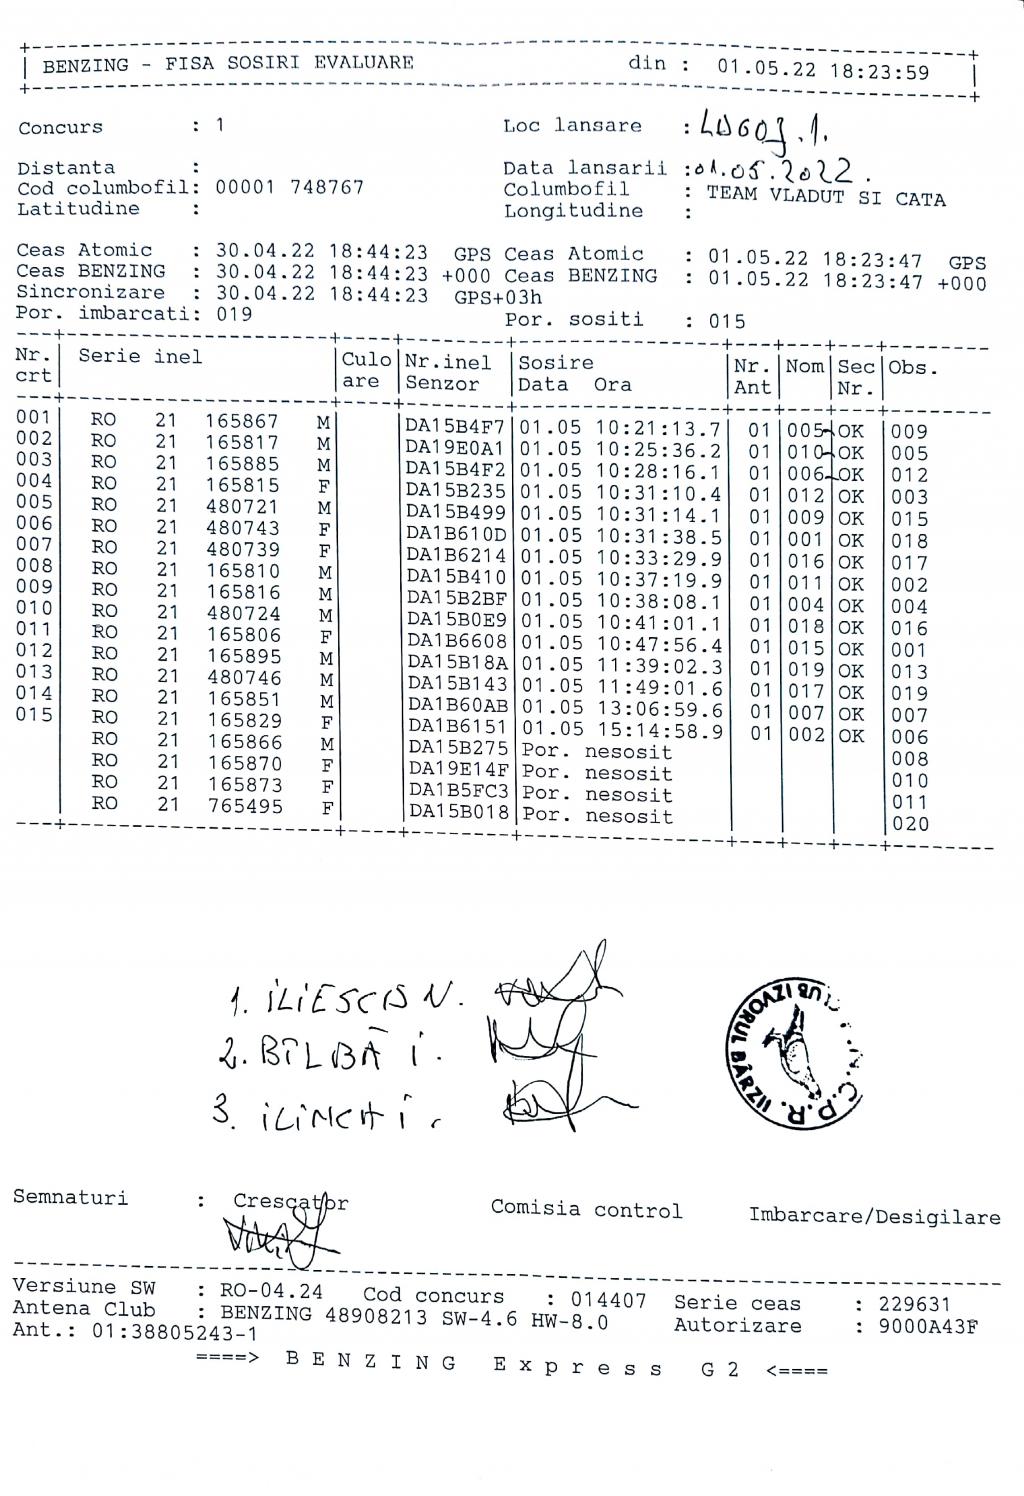 BENZING - FISA SOSIRI EVALUARE din : 01.05.22 18:23:59
Concurs : 1 Loc lansare : LUGOJ.1.
Distanta : Data lansarii : 01.05.2022.
Cod columbofil: 00001 748767 Columbofil : TEAM VLADUT SI CATA
Latitudine : Longitudine :
Ceas Atomic : 30.04.22 18:44:23 GPS Ceas Atomic : 01.05.22 18:23:47 GPS
Ceas BENZING : 30.04.22 18:44:23 +000 Ceas BENZING : 01.05.22 18:23:47 +000
Sincronizare : 30.04.22 18:44:23 GPS+03h
Por. imbarcati: 019 Por. sositi : 015
Nr. Serie inel Culo Nr.inel Sosire Nr. Nom Sec Obs.
crt are Senzor Data Ora Ant Nr.
001 RO 21 165867 M DA15B4F7 01.05 10:21:13.7 01 005 OK 009
002 RO 21 165817 M DA19E0A1 01.05 10:25:36.2 01 010 OK 005
003 RO 21 165885 M DA15B4F2 01.05 10:28:16.1 01 006 OK 012
004 RO 21 165815 F DA15B235 01.05 10:31:10.4 01 012 OK 003
005 RO 21 480721 M DA15B499 01.05 10:31:14.1 01 009 OK 015
006 RO 21 480743 F DA1B610D 01.05 10:31:38.5 01 001 OK 018
007 RO 21 480739 F DA1B6214 01.05 10:33:29.9 01 016 OK 017
008 RO 21 165810 M DA15B410 01.05 10:37:19.9 01 011 OK 002
009 RO 21 165816 M DA15B2BF 01.05 10:38:08.1 01 004 OK 004
010 RO 21 480724 M DA15B0E9 01.05 10:41:01.1 01 018 OK 016
011 RO 21 165806 F DA1B6608 01.05 10:47:56.4 01 015 OK 001
012 RO 21 165895 M DA15B18A 01.05 11:39:02.3 01 019 OK 013
013 RO 21 480746 M DA15B143 01.05 11:49:01.6 01 017 OK 019
014 RO 21 165851 M DA1B60AB 01.05 13:06:59.6 01 007 OK 007
015 RO 21 165829 F DA1B6151 01.05 15:14:58.9 01 002 OK 006
RO 21 165866 M DA15B275 Por. nesosit 008
RO 21 165870 F DA19E14F Por. nesosit 010
RO 21 165873 F DA1B5FC3 Por. nesosit 011
RO 21 765495 F DA15B018 Por. nesosit 020
1. ILIESCU N.
2. BÎLBĂ I.
3. ILINCA I.
CLUB IZVORUL BÂRZII
C.P.R.
Semnaturi : Crescator Comisia control Imbarcare/Desigilare
Versiune SW : RO-04.24 Cod concurs : 014407 Serie ceas : 229631
Antena Club : BENZING 48908213 SW-4.6 HW-8.0 Autorizare : 9000A43F
Ant.: 01:38805243-1
====> B E N Z I N G E x p r e s s G 2 <====